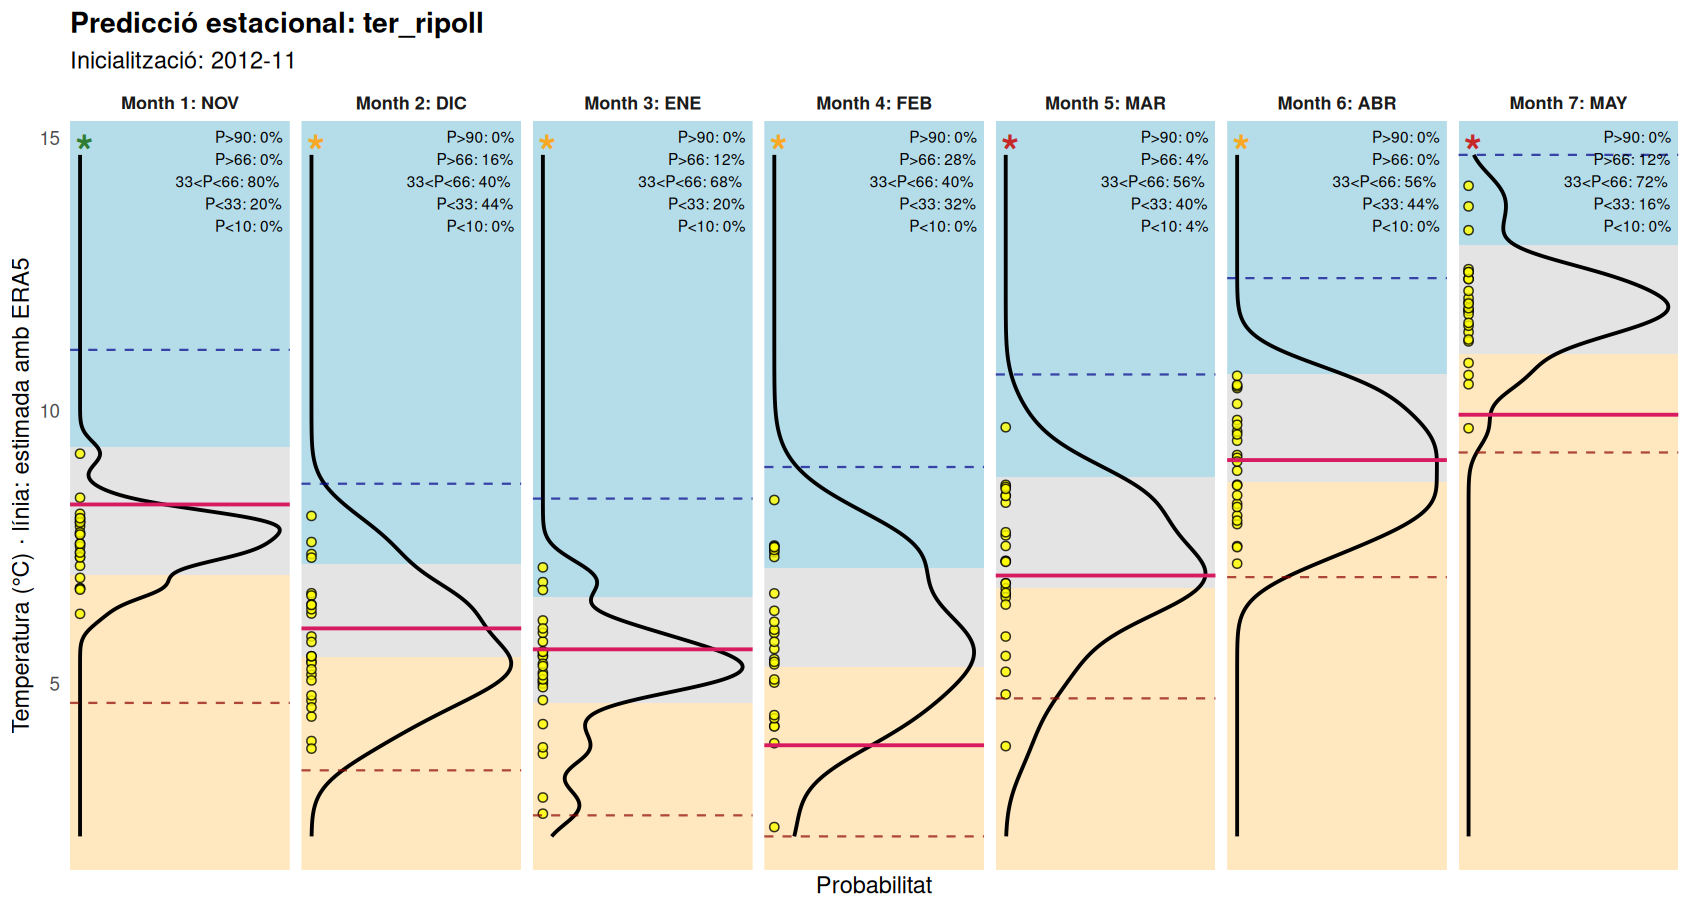 Predicció estacional: ter_ripoll
Inicialització: 2012-11
Month 1: NOV
Month 2: DIC
Month 3: ENE
Month 4: FEB
Month 5: MAR
Month 6: ABR
Month 7: MAY
P>90: 0%
P>66: 0%
33<P<66: 80%
P<33: 20%
P<10: 0%
P>90: 0%
P>66: 16%
33<P<66: 40%
P<33: 44%
P<10: 0%
P>90: 0%
P>66: 12%
33<P<66: 68%
P<33: 20%
P<10: 0%
P>90: 0%
P>66: 28%
33<P<66: 40%
P<33: 32%
P<10: 0%
P>90: 0%
P>66: 4%
33<P<66: 56%
P<33: 40%
P<10: 4%
P>90: 0%
P>66: 0%
33<P<66: 56%
P<33: 44%
P<10: 0%
P>90: 0%
P>66: 12%
33<P<66: 72%
P<33: 16%
P<10: 0%
15
10
5
Temperatura (°C) · línia: estimada amb ERA5
Probabilitat